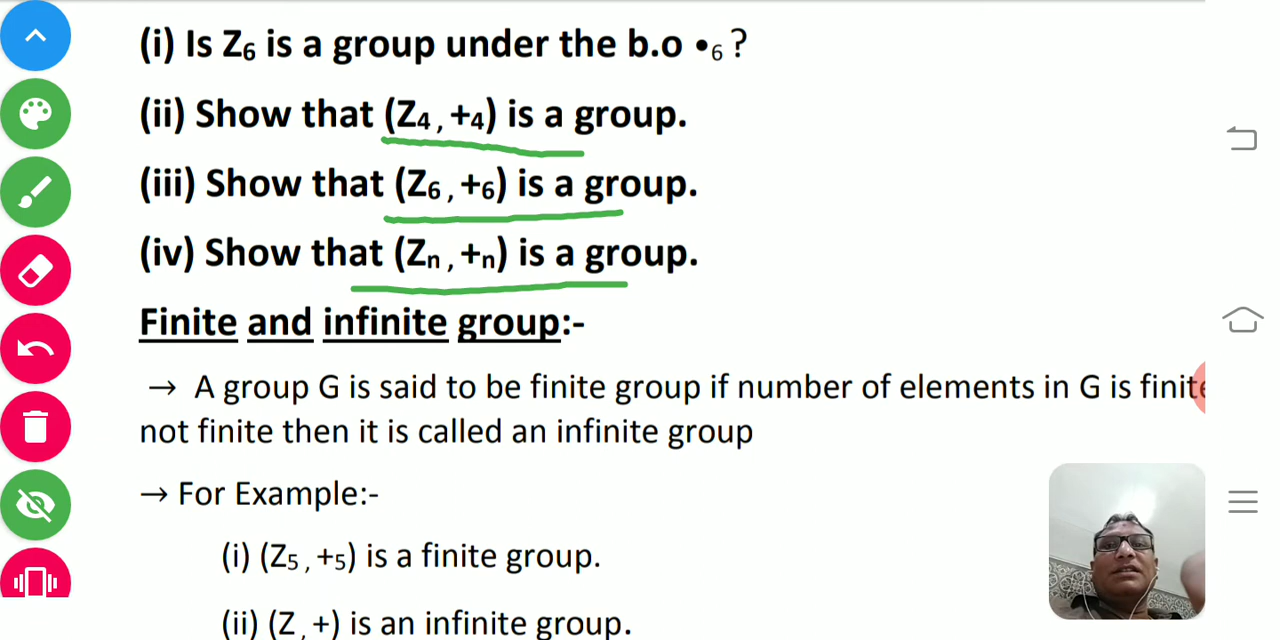 (i) Is Z₆ is a group under the b.o •₆ ?
(ii) Show that (Z₄ , +₄) is a group.
(iii) Show that (Z₆ , +₆) is a group.
(iv) Show that (Zₙ , +ₙ) is a group.
Finite and infinite group:-
→ A group G is said to be finite group if number of elements in G is finite
not finite then it is called an infinite group
→ For Example:-
(i) (Z₅ , +₅) is a finite group.
(ii) (Z , +) is an infinite group.